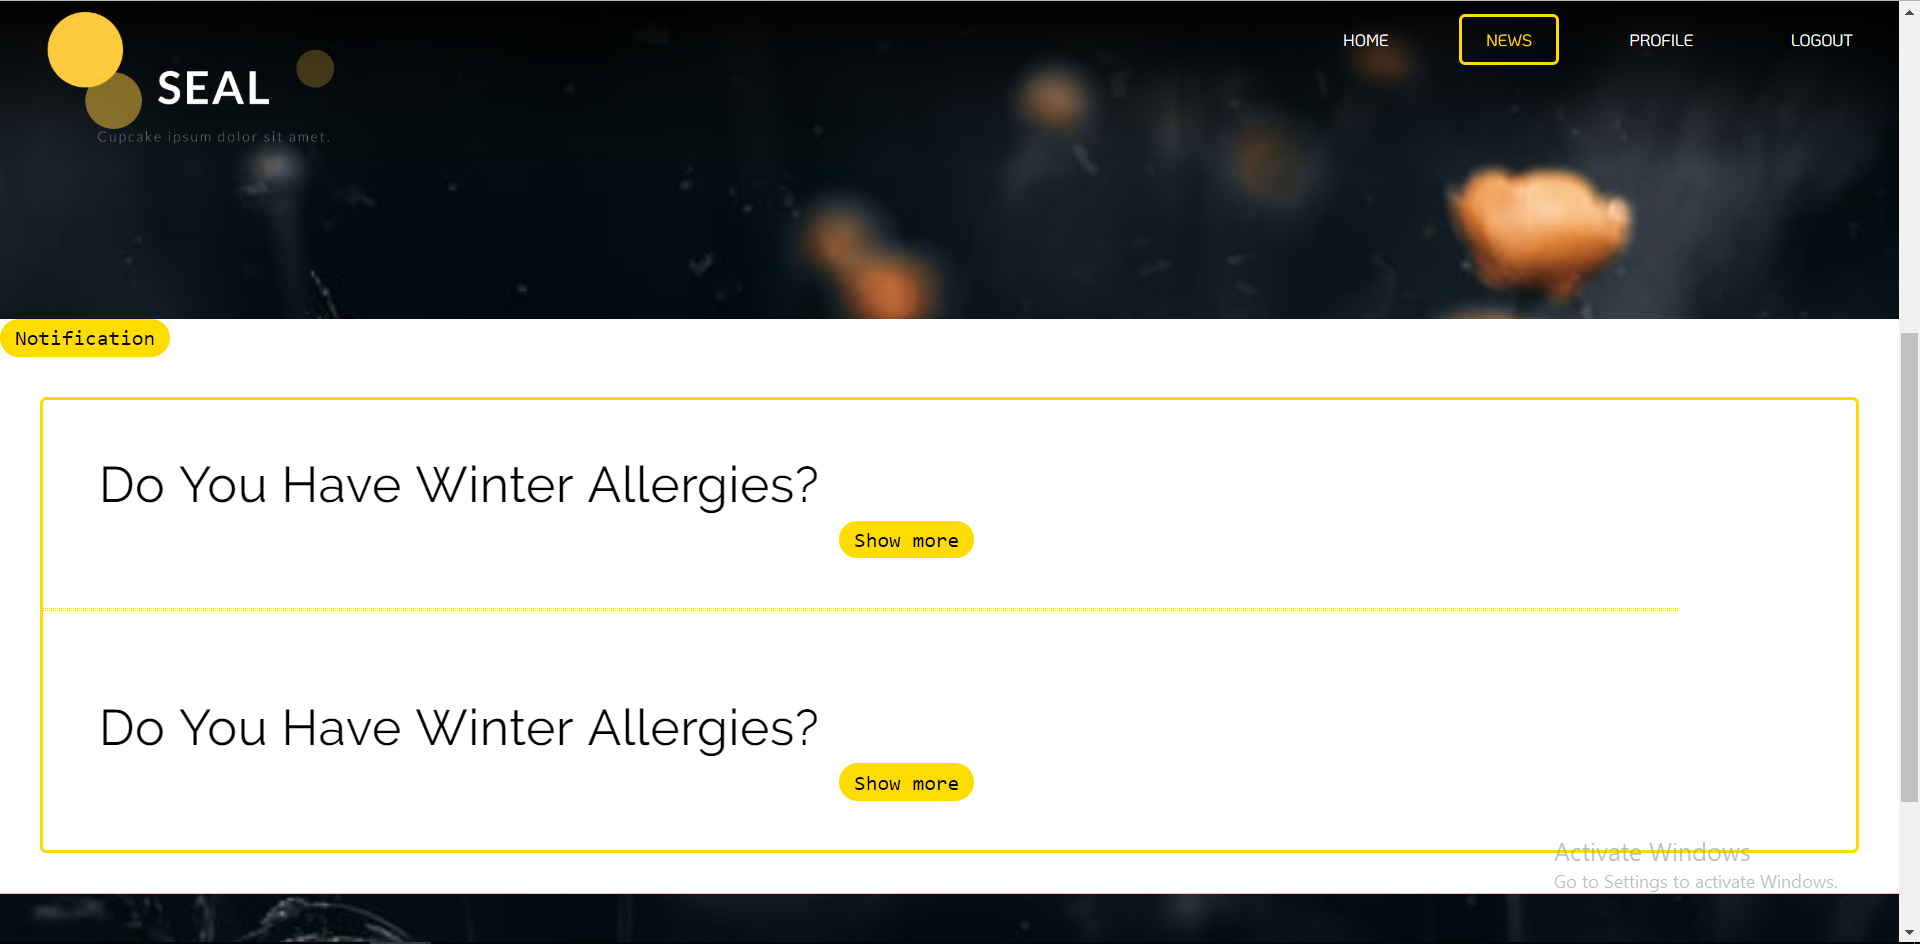 HOME
NEWS
PROFILE
LOGOUT
SEAL
Cupcake ipsum dolor sit amet.
Notification
Do You Have Winter Allergies?
Show more
Do You Have Winter Allergies?
Show more
Activate Windows
Go to Settings to activate Windows.